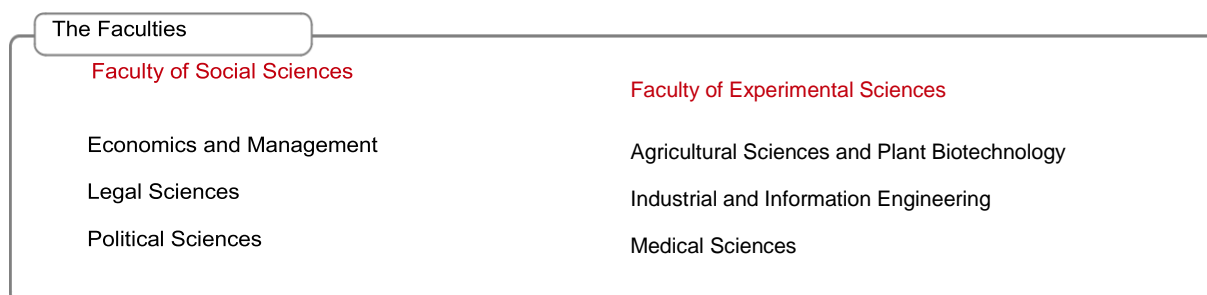 The Faculties
Faculty of Social Sciences
Economics and Management
Legal Sciences
Political Sciences
Faculty of Experimental Sciences
Agricultural Sciences and Plant Biotechnology
Industrial and Information Engineering
Medical Sciences